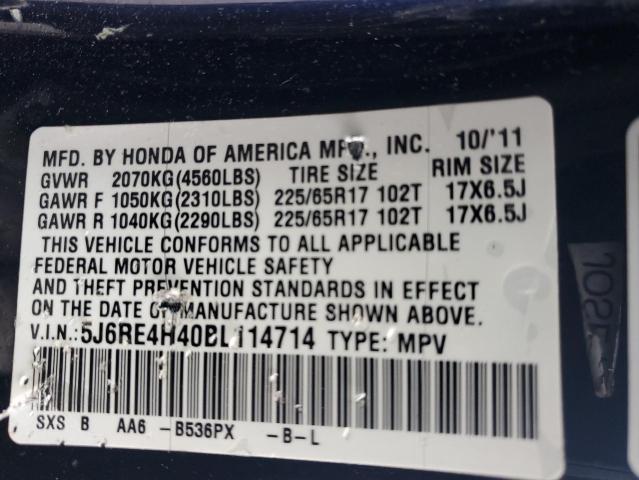 MFD. BY HONDA OF AMERICA MFG., INC. 10/'11
GVWR 2070KG(4560LBS) TIRE SIZE RIM SIZE
GAWR F 1050KG(2310LBS) 225/65R17 102T 17X6.5J
GAWR R 1040KG(2290LBS) 225/65R17 102T 17X6.5J
THIS VEHICLE CONFORMS TO ALL APPLICABLE
FEDERAL MOTOR VEHICLE SAFETY
AND THEFT PREVENTION STANDARDS IN EFFECT
ON THE DATE OF MANUFACTURE SHOWN ABOVE.
V.I.N.: 5J6RE4H40BL114714 TYPE: MPV
SXS B AA6 -B536PX -B-L